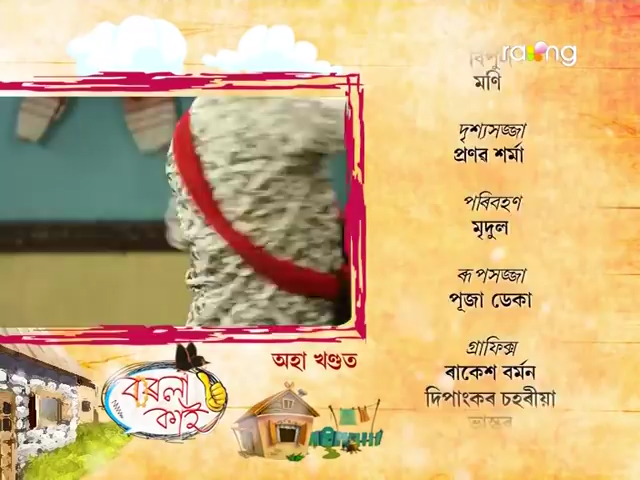 rang
মণি
দৃশ্যসজ্জা
প্ৰণৱ শৰ্মা
পৰিবহণ
মৃদুল
ৰূপসজ্জা
পূজা ডেকা
গ্ৰাফিক্স
ৰাকেশ বৰ্মন
দিপাংকৰ চহৰীয়া
অহা খণ্ডত
বৰলা
কাই